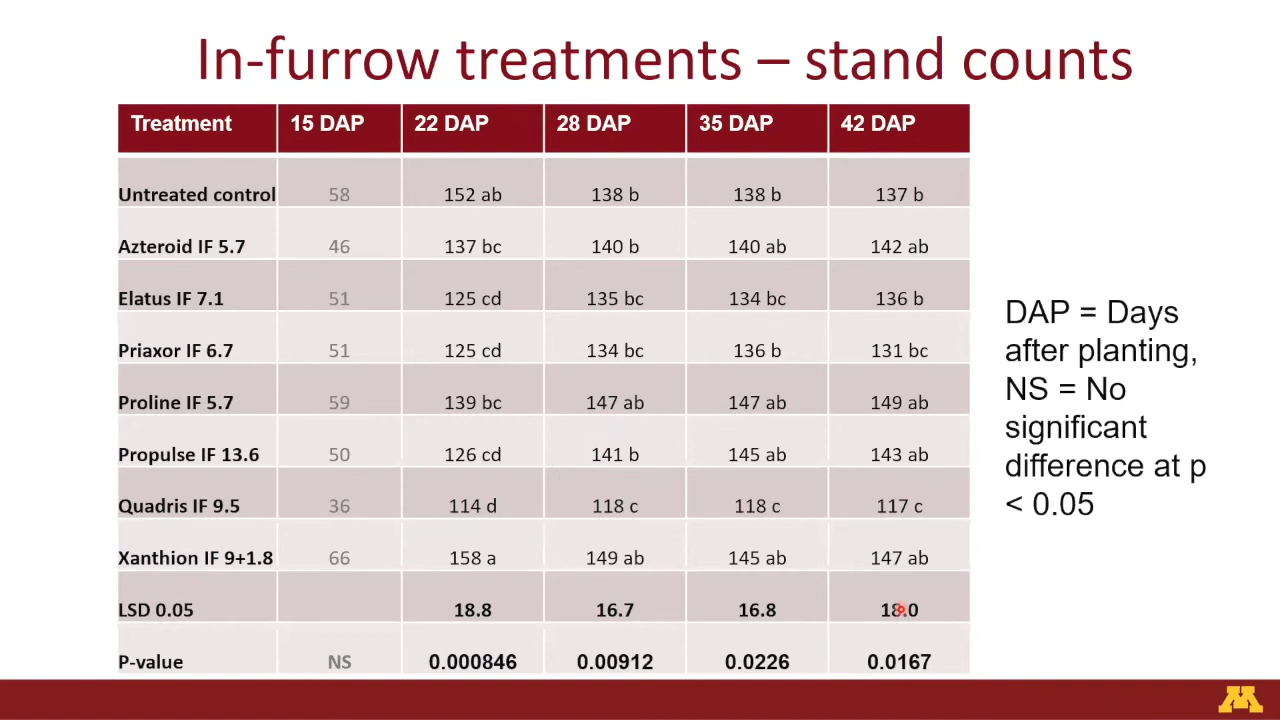 In-furrow treatments – stand counts
Treatment 15 DAP 22 DAP 28 DAP 35 DAP 42 DAP
Untreated control 58 152 ab 138 b 138 b 137 b
Azteroid IF 5.7 46 137 bc 140 b 140 ab 142 ab
Elatus IF 7.1 51 125 cd 135 bc 134 bc 136 b
Priaxor IF 6.7 51 125 cd 134 bc 136 b 131 bc
Proline IF 5.7 59 139 bc 147 ab 147 ab 149 ab
Propulse IF 13.6 50 126 cd 141 b 145 ab 143 ab
Quadris IF 9.5 36 114 d 118 c 118 c 117 c
Xanthion IF 9+1.8 66 158 a 149 ab 145 ab 147 ab
LSD 0.05 18.8 16.7 16.8 18.0
P-value NS 0.000846 0.00912 0.0226 0.0167
DAP = Days
after planting,
NS = No
significant
difference at p
< 0.05
M